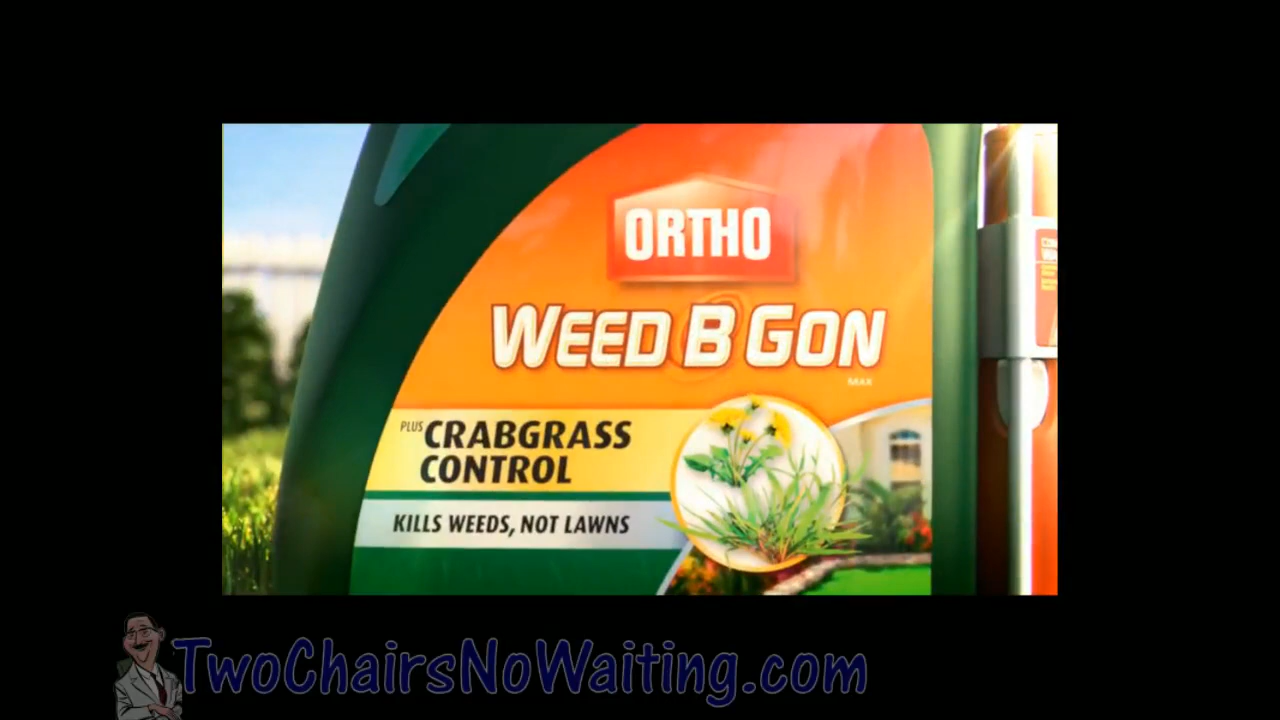 ORTHO
WEED B GON
MAX
PLUS CRABGRASS
CONTROL
KILLS WEEDS, NOT LAWNS
TwoChairsNoWaiting.com